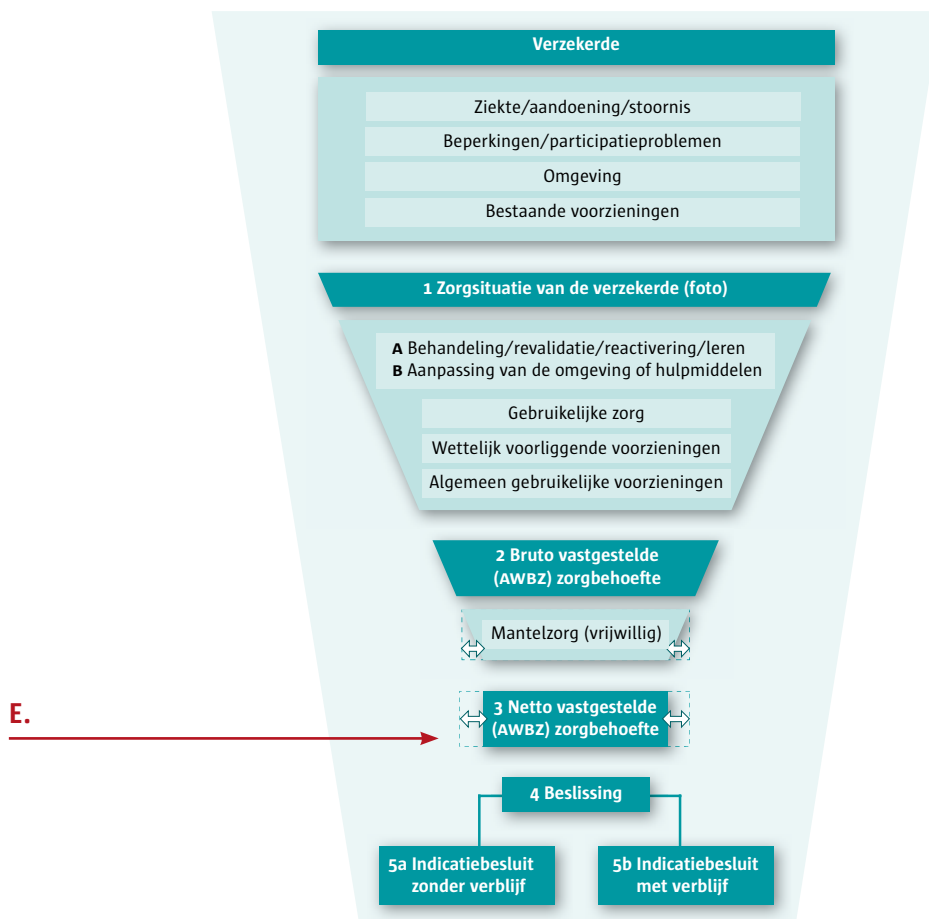 Verzekerde
Ziekte/aandoening/stoornis
Beperkingen/participatieproblemen
Omgeving
Bestaande voorzieningen
1 Zorgsituatie van de verzekerde (foto)
A Behandeling/revalidatie/reactivering/leren
B Aanpassing van de omgeving of hulpmiddelen
Gebruikelijke zorg
Wettelijk voorliggende voorzieningen
Algemeen gebruikelijke voorzieningen
2 Bruto vastgestelde
(AWBZ) zorgbehoefte
Mantelzorg (vrijwillig)
E.
3 Netto vastgestelde
(AWBZ) zorgbehoefte
4 Beslissing
5a Indicatiebesluit
zonder verblijf
5b Indicatiebesluit
met verblijf